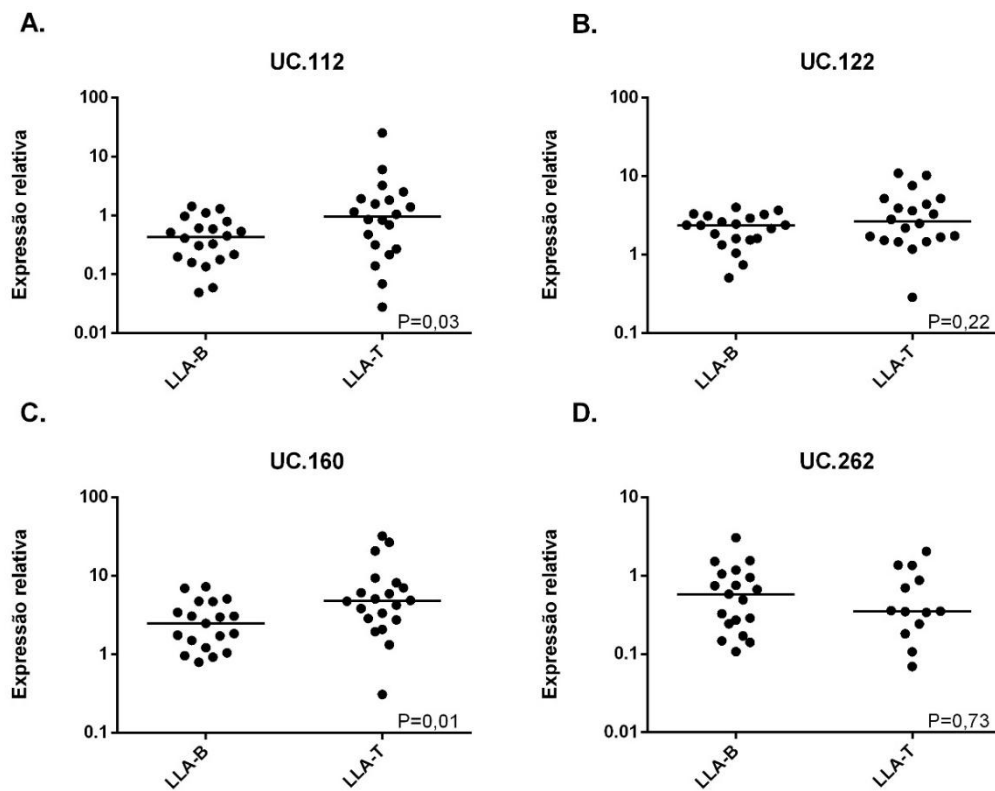 A.
UC.112
Expressão relativa
100
10
1
0.1
0.01
P=0,03
LLA-B
LLA-T
B.
UC.122
Expressão relativa
100
10
1
0.1
P=0,22
LLA-B
LLA-T
C.
UC.160
Expressão relativa
100
10
1
0.1
P=0,01
LLA-B
LLA-T
D.
UC.262
Expressão relativa
10
1
0.1
0.01
P=0,73
LLA-B
LLA-T